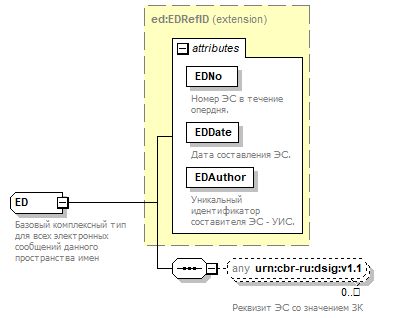 ed:EDRefID (extension)
attributes
EDNo
Номер ЭС в течение
опердня.
EDDate
Дата составления ЭС.
EDAuthor
Уникальный
идентификатор
составителя ЭС - УИС.
ED
Базовый комплексный тип
для всех электронных
сообщений данного
пространства имен
any urn:cbr-ru:dsig:v1.1
0..□
Реквизит ЭС со значением ЗК